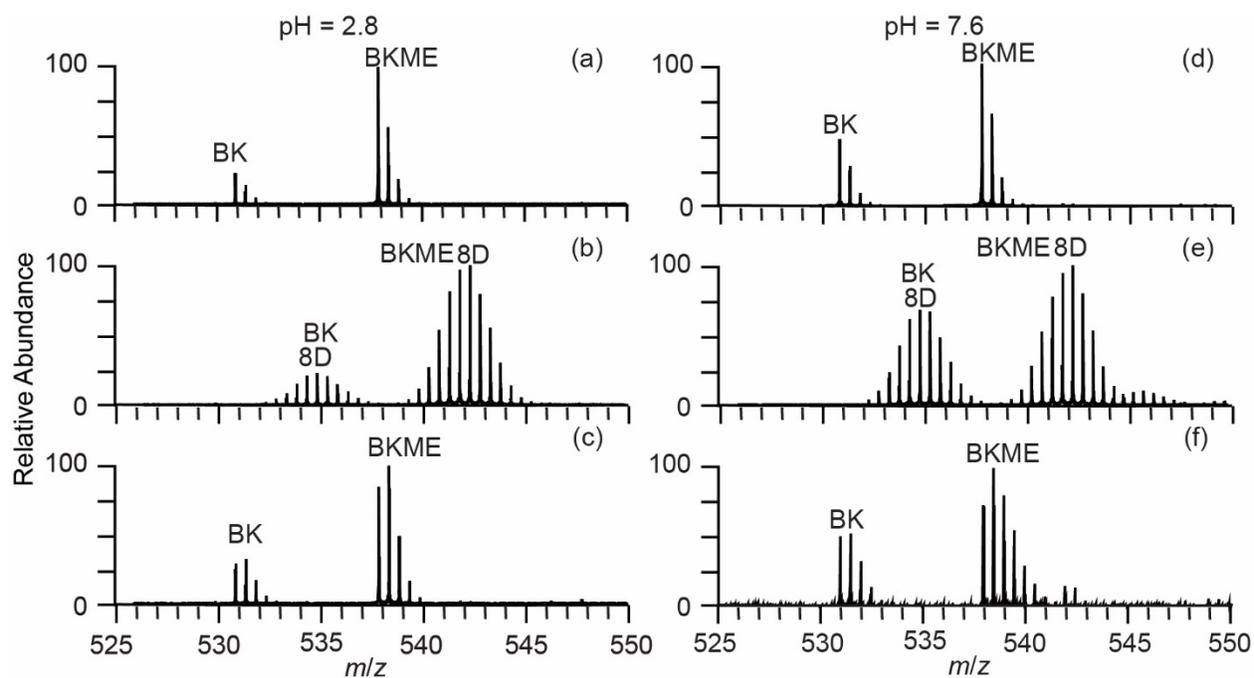 pH = 2.8
pH = 7.6
Relative Abundance
100
BKME
(a)
BK
0
100
BKME 8D
(b)
BK
8D
0
100
BKME
(c)
BK
0
525 530 535 540 545 550
m/z
100
BKME
(d)
BK
0
100
BKME 8D
(e)
BK
8D
0
100
BKME
(f)
BK
0
525 530 535 540 545 550
m/z